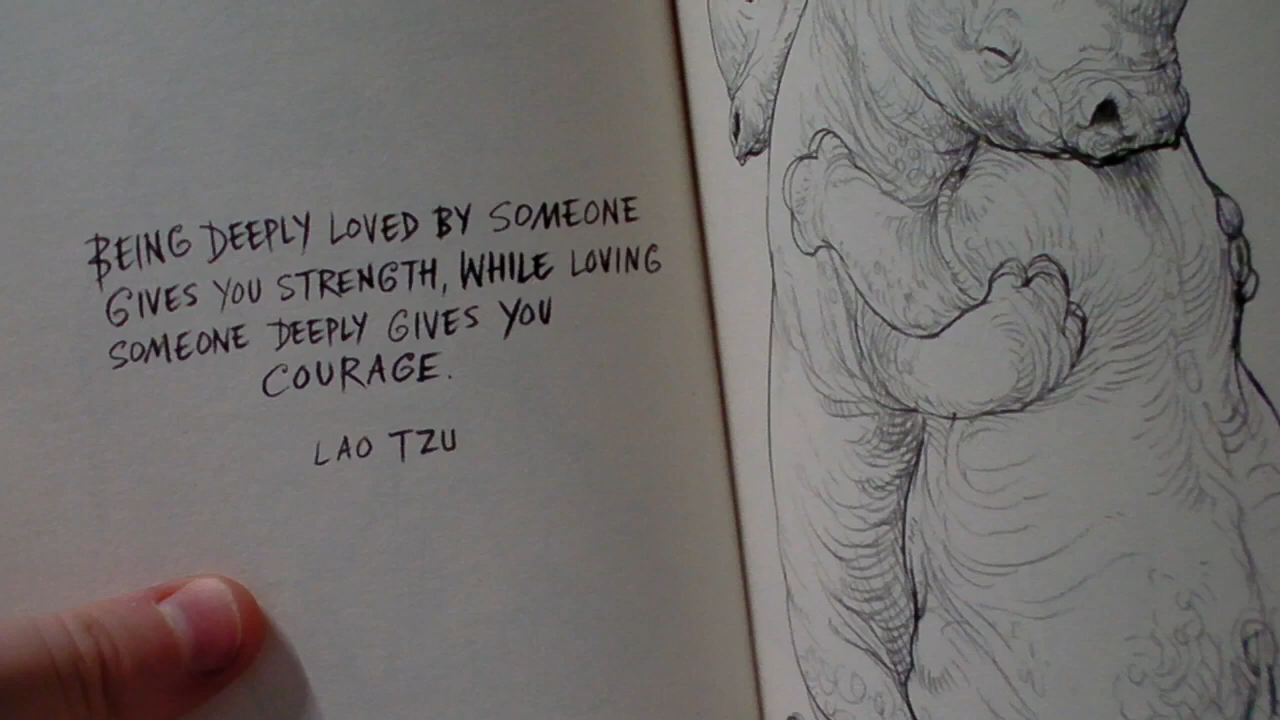 BEING DEEPLY LOVED BY SOMEONE
GIVES YOU STRENGTH, WHILE LOVING
SOMEONE DEEPLY GIVES YOU
COURAGE.
LAO TZU